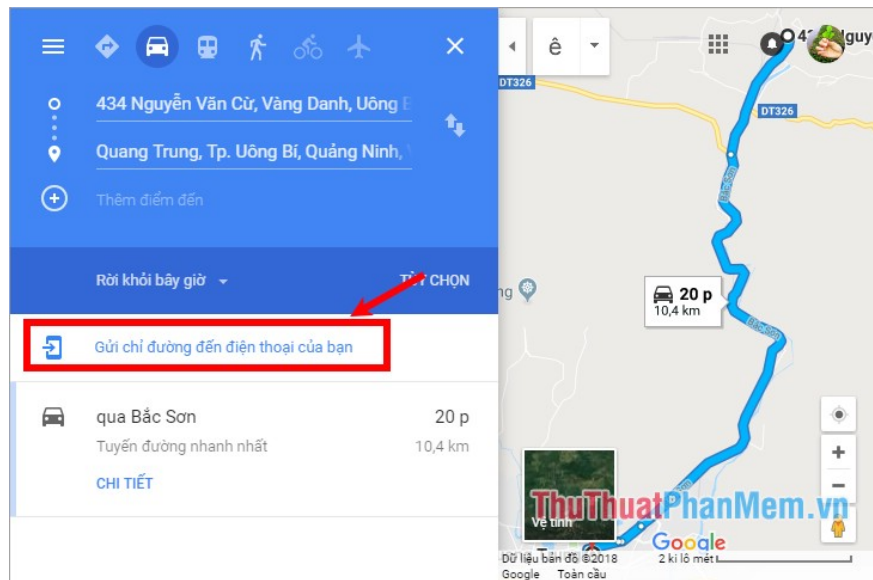 434 Nguyễn Văn Cừ, Vàng Danh, Uông
Quang Trung, Tp. Uông Bí, Quảng Ninh,
Thêm điểm đến
Rời khỏi bây giờ
TÙY CHỌN
Gửi chỉ đường đến điện thoại của bạn
qua Bắc Sơn
20 p
Tuyến đường nhanh nhất
10,4 km
CHI TIẾT
ê
DT326
DT326
Bắc Sơn
20 p
10,4 km
Vệ tinh
ThuThuatPhanMem.vn
Google
Dữ liệu bản đồ ©2018
Google
Toàn cầu
2 ki lô mét